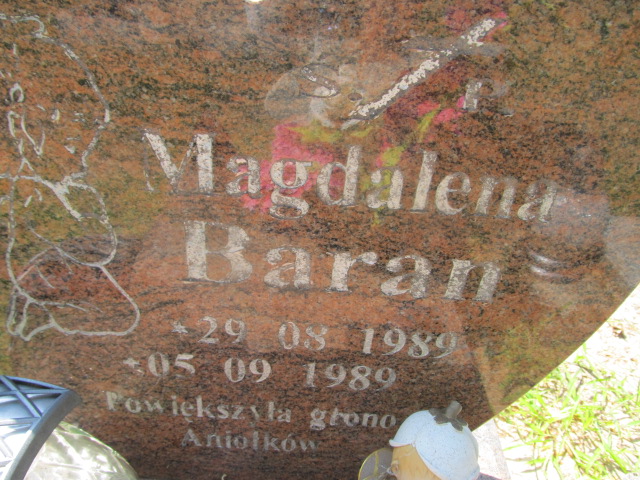 Magdalena
Baran
* 29 08 1989
+ 05 09 1989
Powiększyła grono
Aniołków